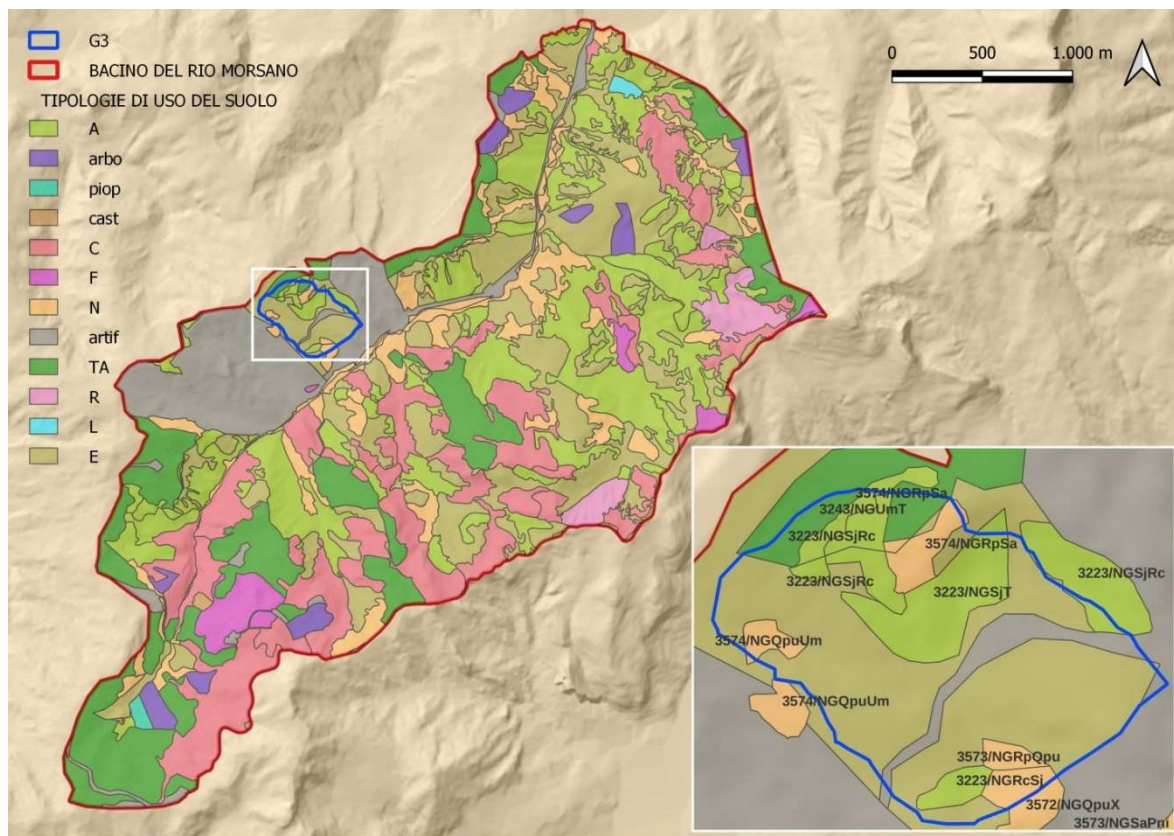 G3
BACINO DEL RIO MORSANO
TIPOLOGIE DI USO DEL SUOLO
A
arbo
piop
cast
C
F
N
artif
TA
R
L
E
0 500 1.000 m
3574/NGRpSa
3243/NGUmT
3223/NGSjRc
3574/NGRpSa
3223/NGSjRc
3223/NGSjRc
3223/NGSjT
3574/NGQpuUm
3574/NGQpuUm
3573/NGRpQpu
3223/NGRcSj
3572/NGQpuX
3573/NGSaPm